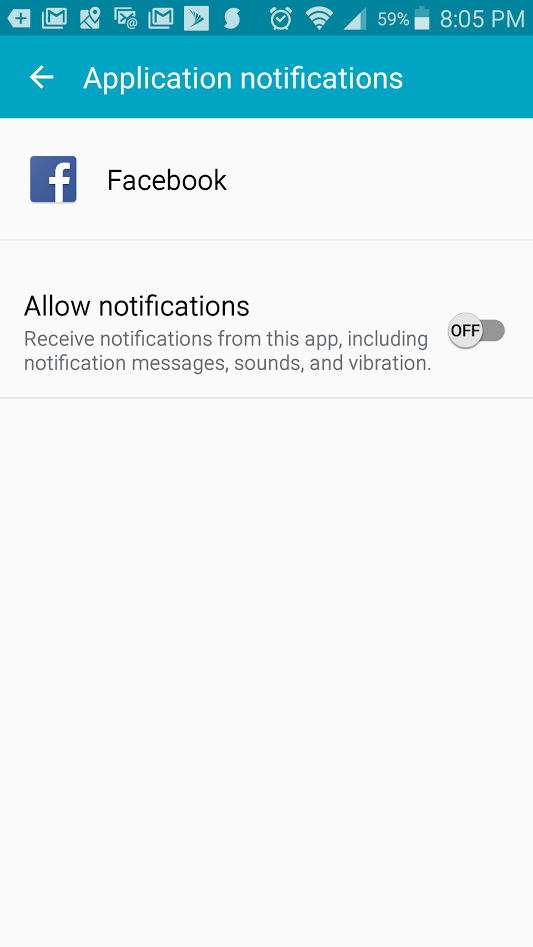 59% 8:05 PM
Application notifications
Facebook
Allow notifications
Receive notifications from this app, including
notification messages, sounds, and vibration.
OFF